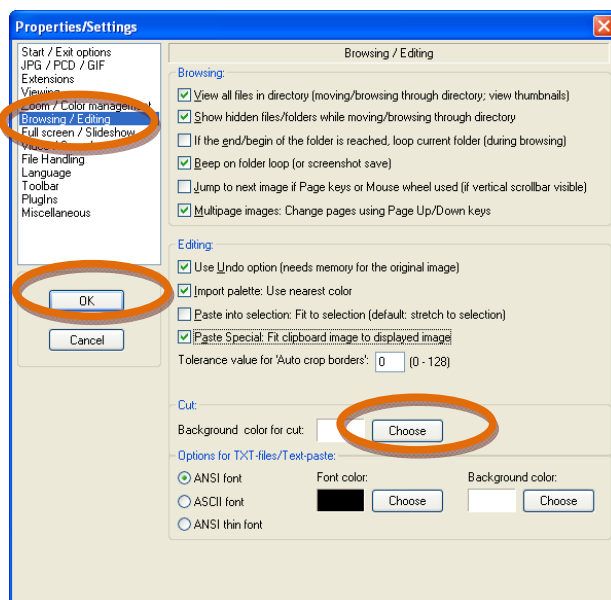 Properties/Settings
Start / Exit options
JPG / PCD / GIF
Extensions
Viewing
Zoom / Color management
Browsing / Editing
Full screen / Slideshow
Video / Sound
File Handling
Language
Toolbar
PlugIns
Miscellaneous
OK
Cancel
Browsing / Editing
Browsing:
View all files in directory (moving/browsing through directory; view thumbnails)
Show hidden files/folders while moving/browsing through directory
If the end/begin of the folder is reached, loop current folder (during browsing)
Beep on folder loop (or screenshot save)
Jump to next image if Page keys or Mouse wheel used (if vertical scrollbar visible)
Multipage images: Change pages using Page Up/Down keys
Editing:
Use Undo option (needs memory for the original image)
Import palette: Use nearest color
Paste into selection: Fit to selection (default: stretch to selection)
Paste Special: Fit clipboard image to displayed image
Tolerance value for 'Auto crop borders': 0 (0 - 128)
Cut:
Background color for cut: Choose
Options for TXT-files/Text-paste:
ANSI font Font color: Background color:
Choose Choose
ASCII font
ANSI thin font